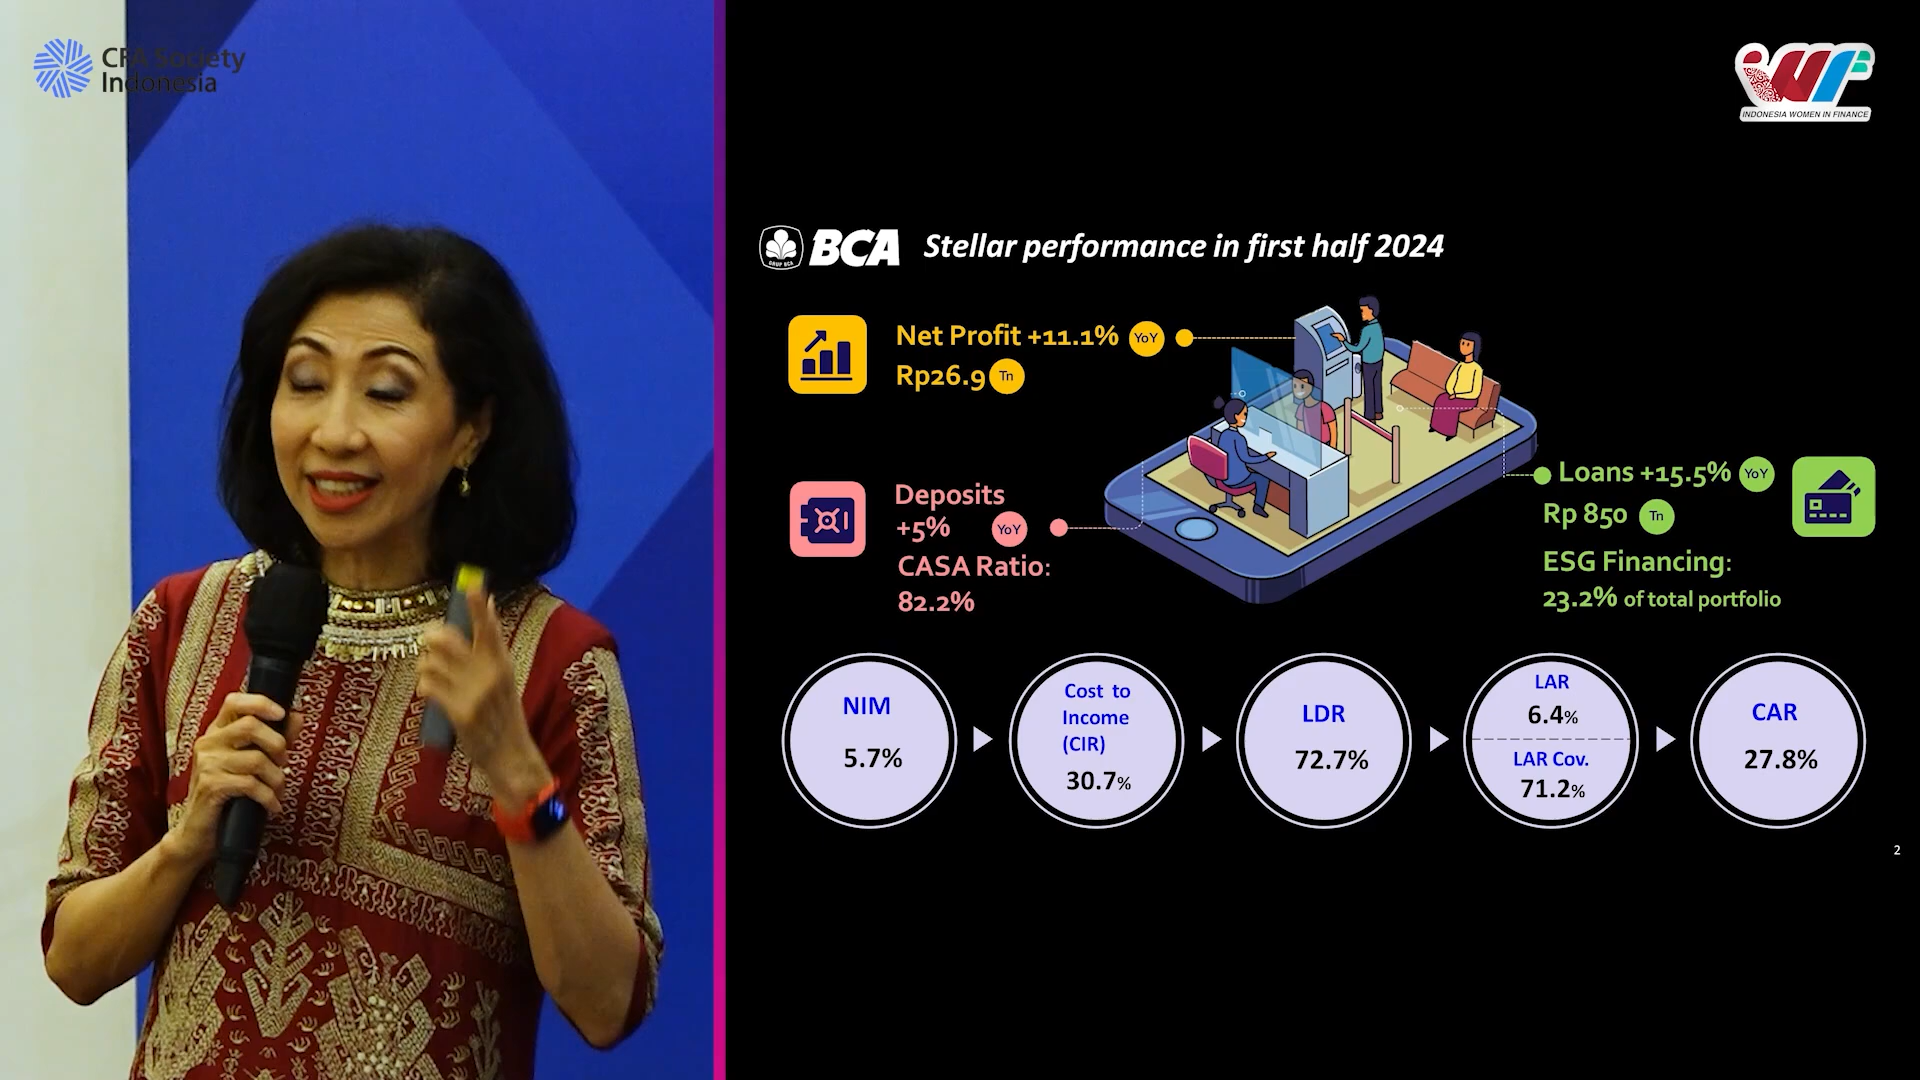 CFA Society
Indonesia
IWF
INDONESIA WOMEN IN FINANCE
GRUP BCA
BCA
Stellar performance in first half 2024
Net Profit +11.1% YoY
Rp26.9 Tn
Deposits
+5% YoY
CASA Ratio:
82.2%
Loans +15.5% YoY
Rp 850 Tn
ESG Financing:
23.2% of total portfolio
NIM
5.7%
Cost to
Income
(CIR)
30.7%
LDR
72.7%
LAR
6.4%
LAR Cov.
71.2%
CAR
27.8%
2